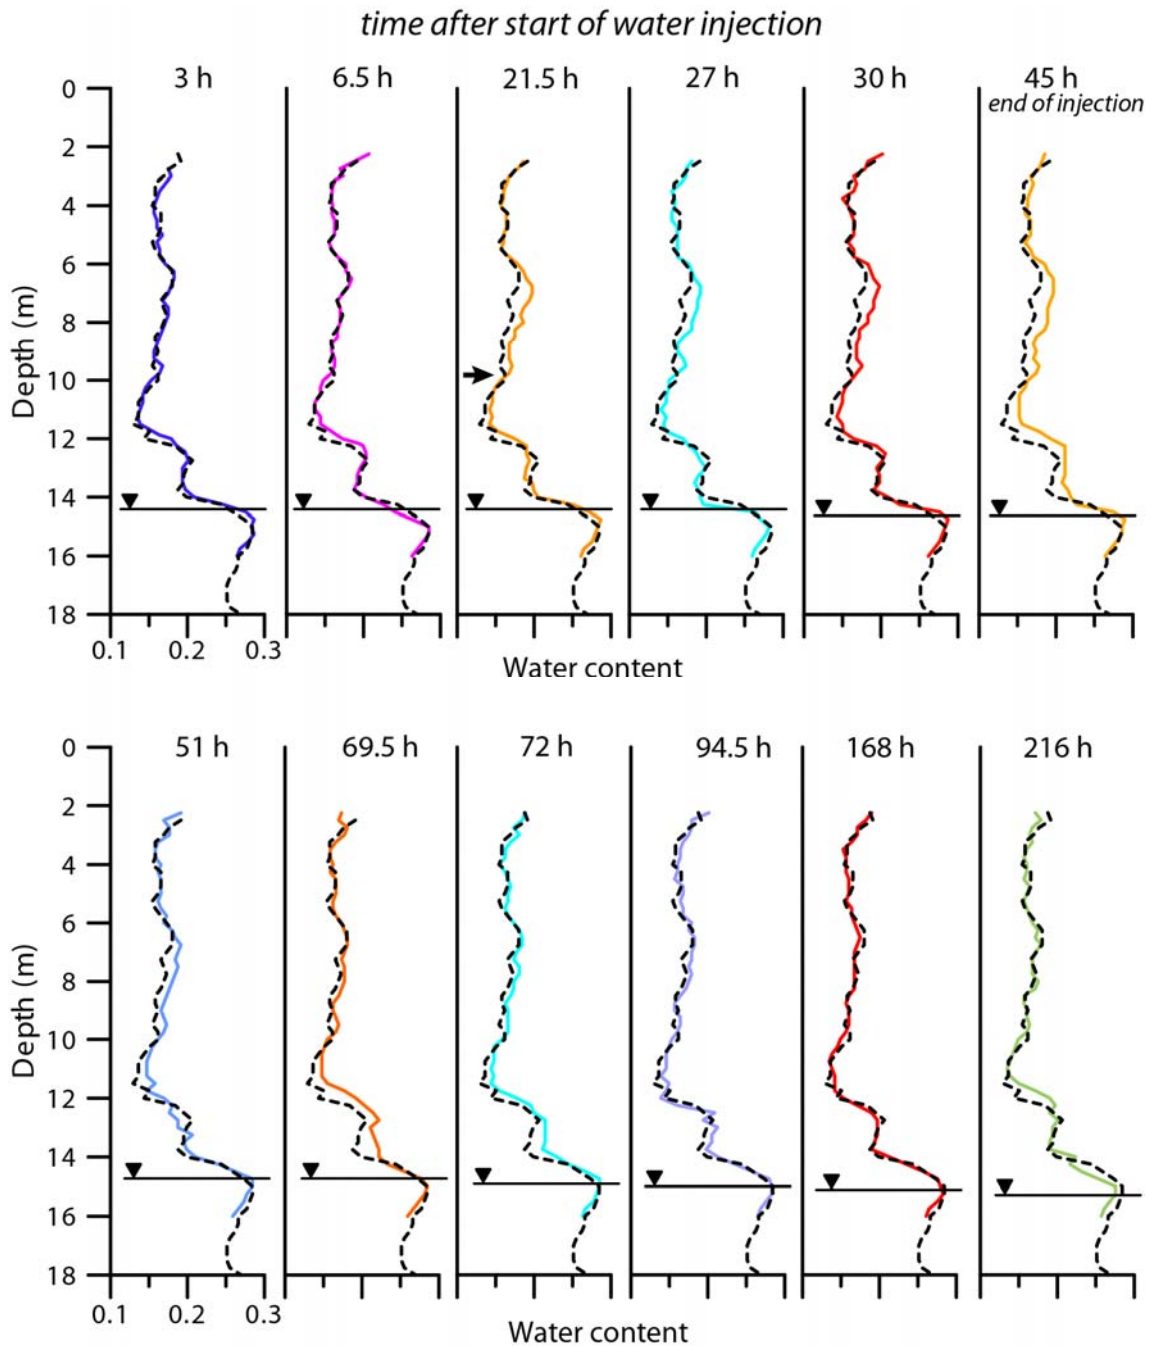 time after start of water injection
3 h 6.5 h 21.5 h 27 h 30 h 45 h
end of injection
0
2
4
6
8
10
12
14
16
18
Depth (m)
0.1 0.2 0.3
Water content
51 h 69.5 h 72 h 94.5 h 168 h 216 h
0
2
4
6
8
10
12
14
16
18
Depth (m)
0.1 0.2 0.3
Water content